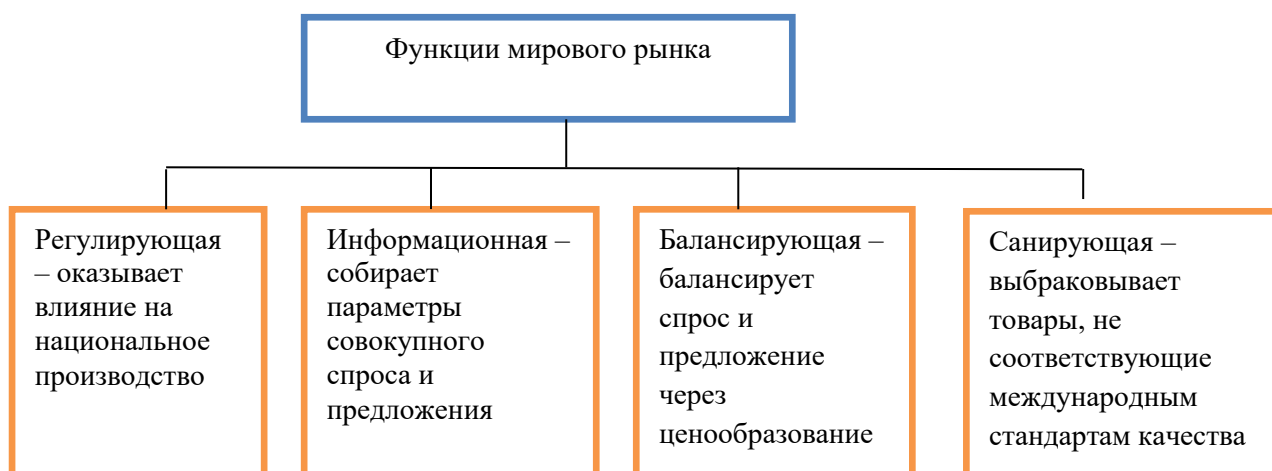 Функции мирового рынка
Регулирующая
– оказывает
влияние на
национальное
производство
Информационная –
собирает
параметры
совокупного
спроса и
предложения
Балансирующая –
балансирует
спрос и
предложение
через
ценообразование
Санирующая –
выбраковывает
товары, не
соответствующие
международным
стандартам качества